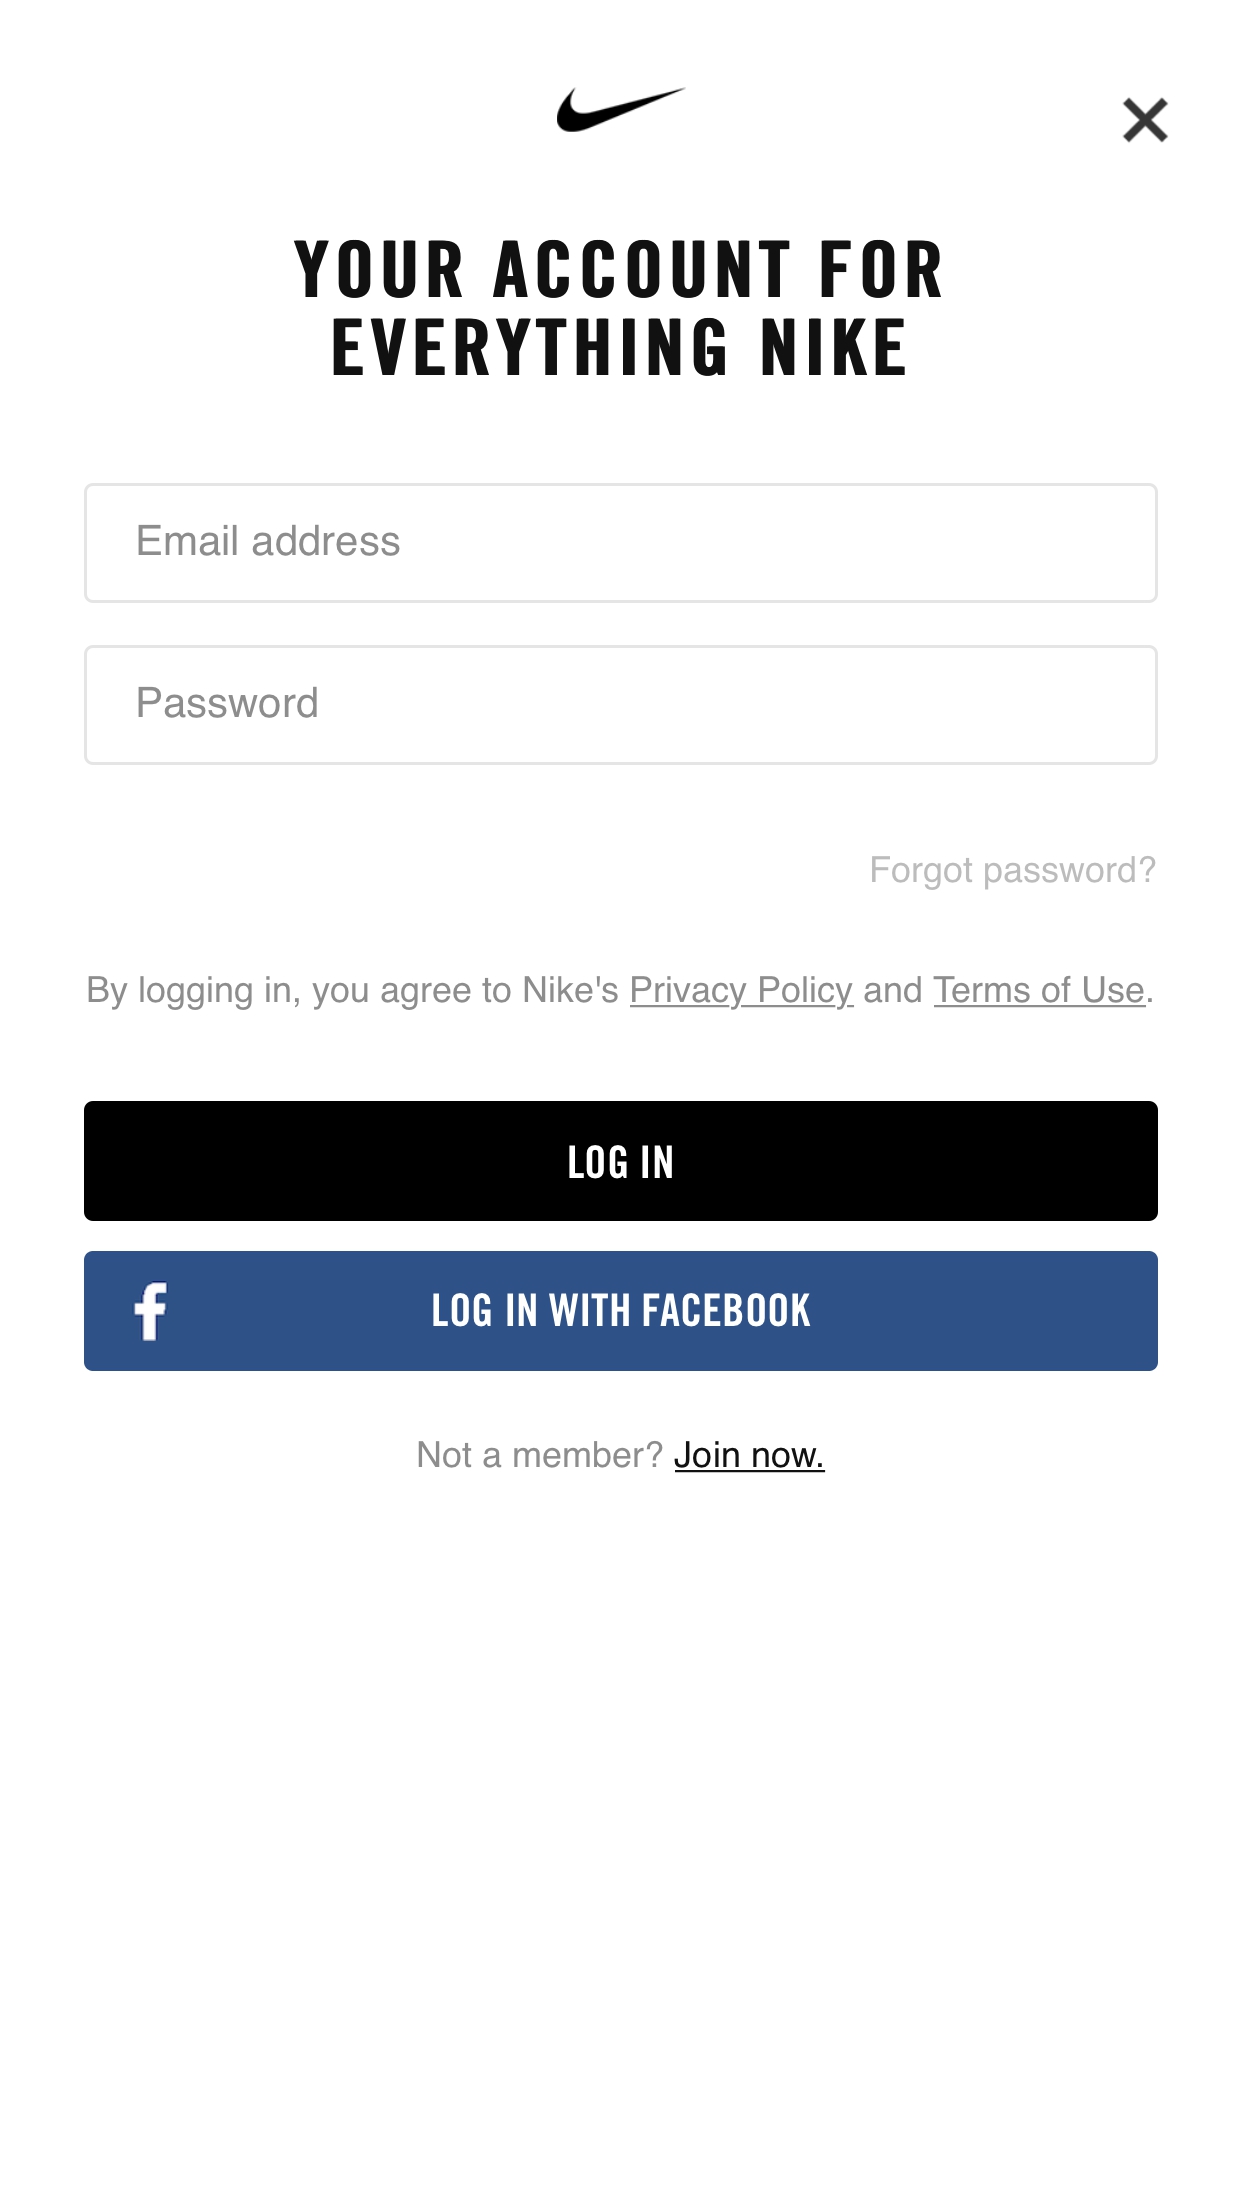 YOUR ACCOUNT FOR
EVERYTHING NIKE
Email address
Password
Forgot password?
By logging in, you agree to Nike's Privacy Policy and Terms of Use.
LOG IN
f LOG IN WITH FACEBOOK
Not a member? Join now.